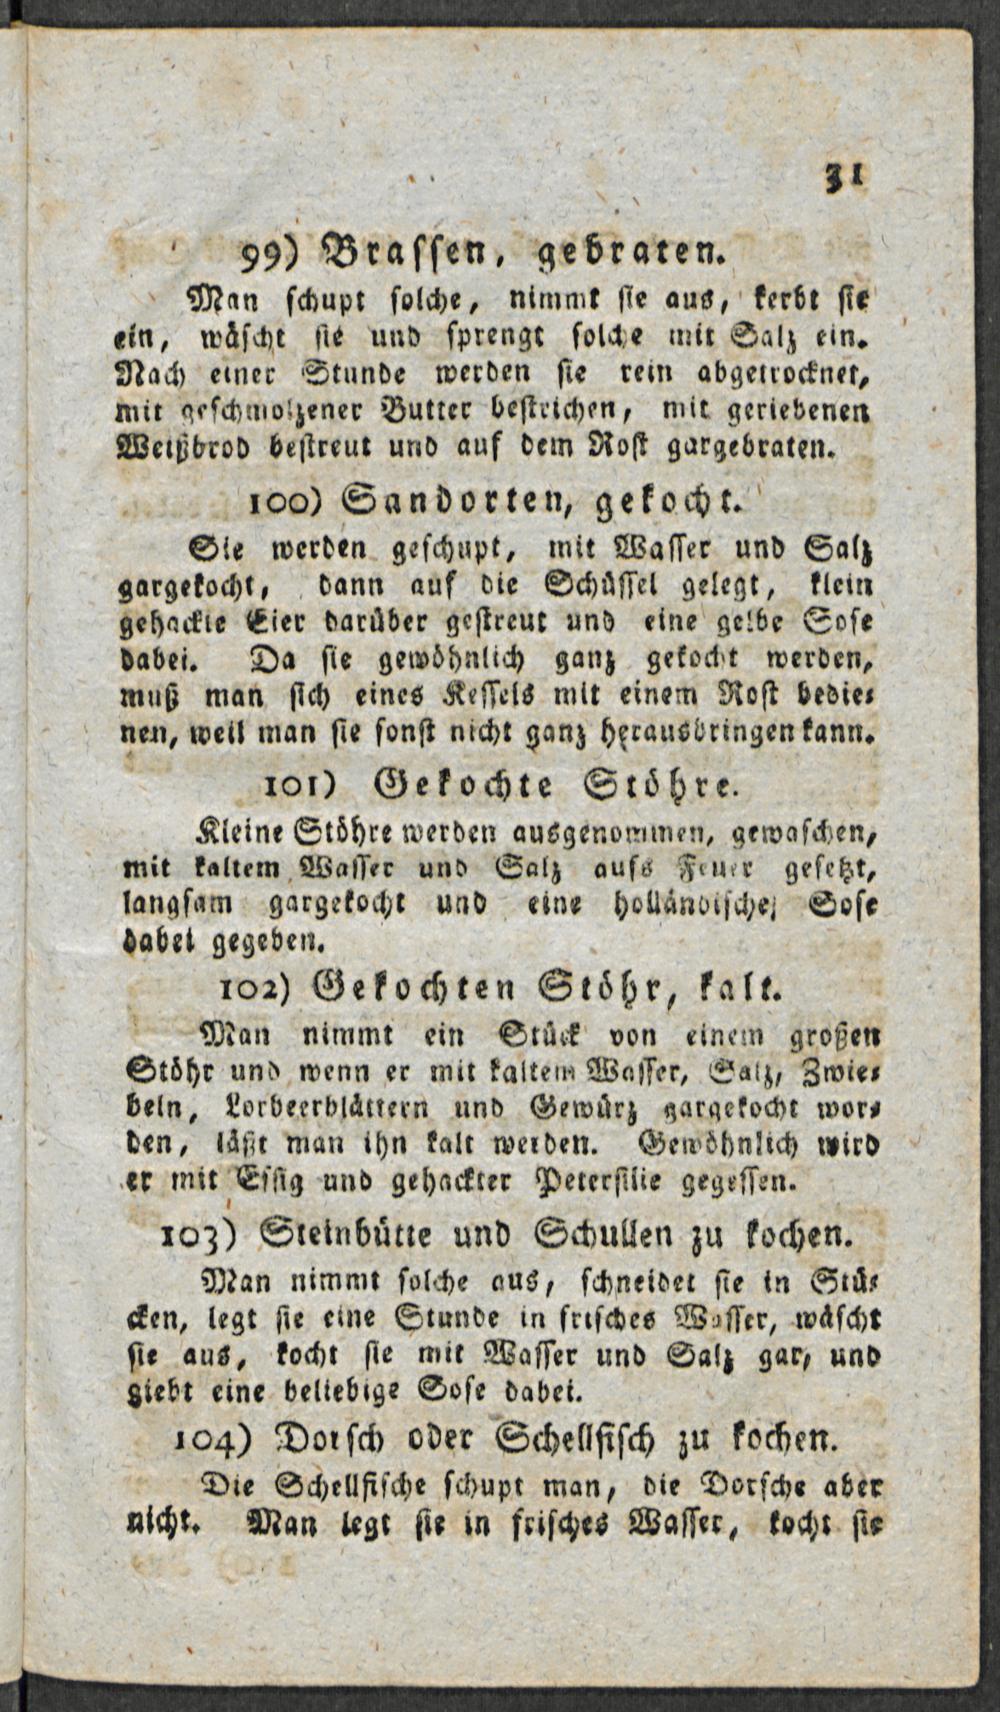 31
99) Brassen, gebraten.
Man schupt solche, nimmt sie aus, kerbt sie
ein, wäscht sie und sprengt solche mit Salz ein.
Nach einer Stunde werden sie rein abgetrocknet,
mit geschmolzener Butter bestrichen, mit geriebenen
Weißbrod bestreut und auf dem Rost gargebraten.
100) Sandorten, gekocht.
Sie werden geschupt, mit Wasser und Salz
gargekocht, dann auf die Schüssel gelegt, klein
gehackte Eier darüber gestreut und eine gelbe Sose
dabei. Da sie gewöhnlich ganz gekocht werden,
muß man sich eines Kessels mit einem Rost bedie-
nen, weil man sie sonst nicht ganz herausbringen kann.
101) Gekochte Stöhre.
Kleine Stöhre werden ausgenommen, gewaschen,
mit kaltem Wasser und Salz aufs Feuer gesetzt,
langsam gargekocht und eine holländische Sose
dabei gegeben.
102) Gekochten Stöhr, kalt.
Man nimmt ein Stück von einem großen
Stöhr und wenn er mit kaltem Wasser, Salz, Zwie-
beln, Lorbeerblättern und Gewürz gargekocht wor-
den, läßt man ihn kalt werden. Gewöhnlich wird
er mit Essig und gehackter Petersilie gegessen.
103) Steinbütte und Schullen zu kochen.
Man nimmt solche aus, schneidet sie in Stü-
cken, legt sie eine Stunde in frisches Wasser, wäscht
sie aus, kocht sie mit Wasser und Salz gar, und
giebt eine beliebige Sose dabei.
104) Dorsch oder Schellfisch zu kochen.
Die Schellfische schupt man, die Dorsche aber
nicht. Man legt sie in frisches Wasser, kocht sie